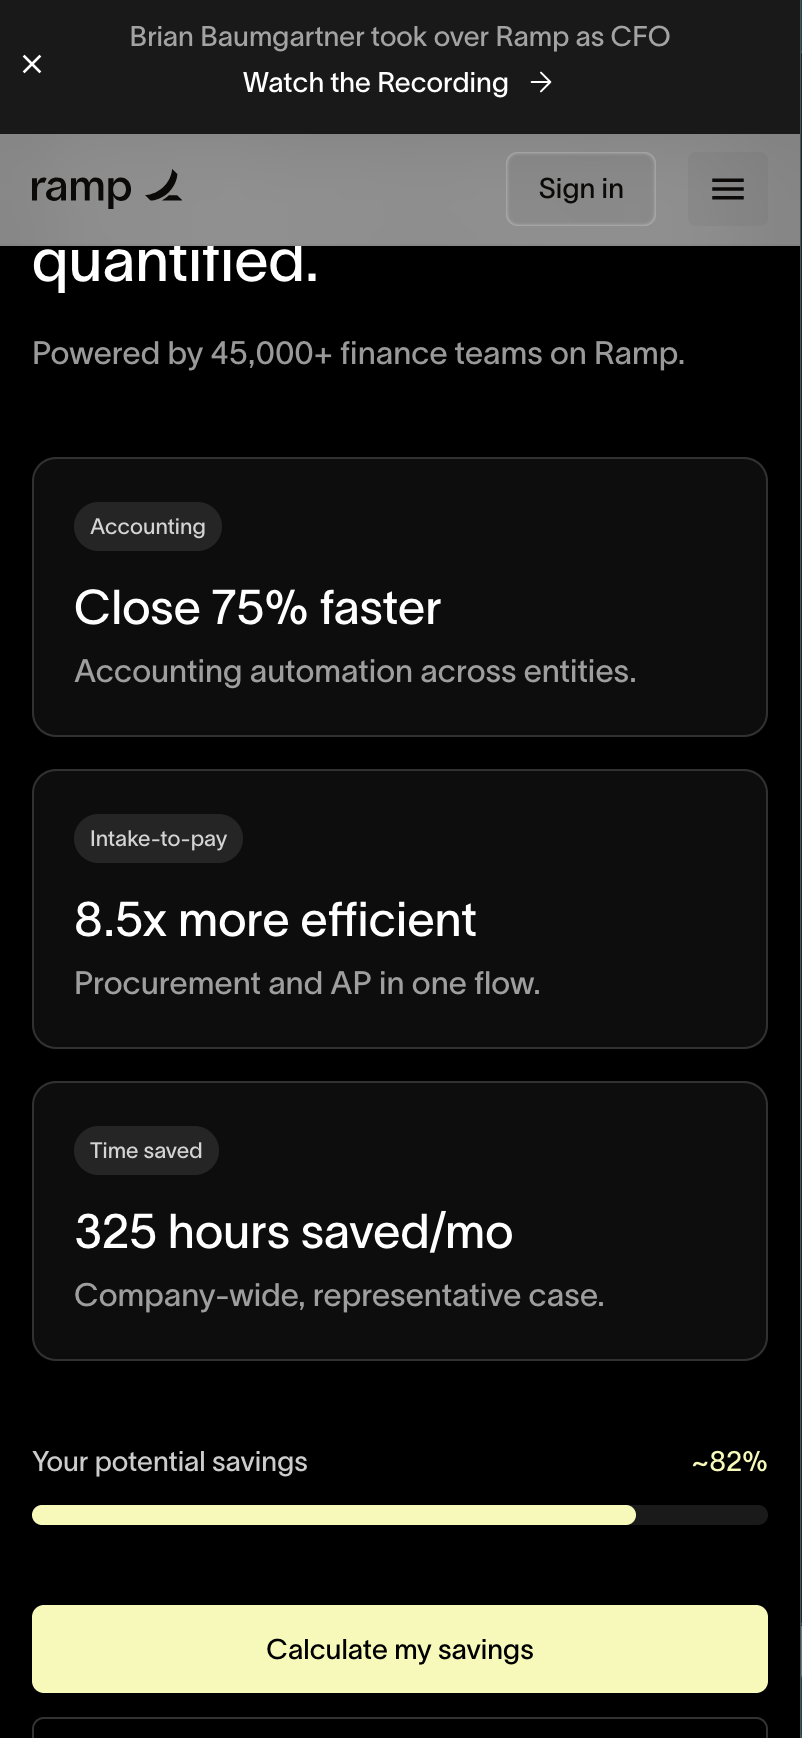 Brian Baumgartner took over Ramp as CFO
Watch the Recording →
ramp
Sign in
quantified.
Powered by 45,000+ finance teams on Ramp.
Accounting
Close 75% faster
Accounting automation across entities.
Intake-to-pay
8.5x more efficient
Procurement and AP in one flow.
Time saved
325 hours saved/mo
Company-wide, representative case.
Your potential savings
~82%
Calculate my savings